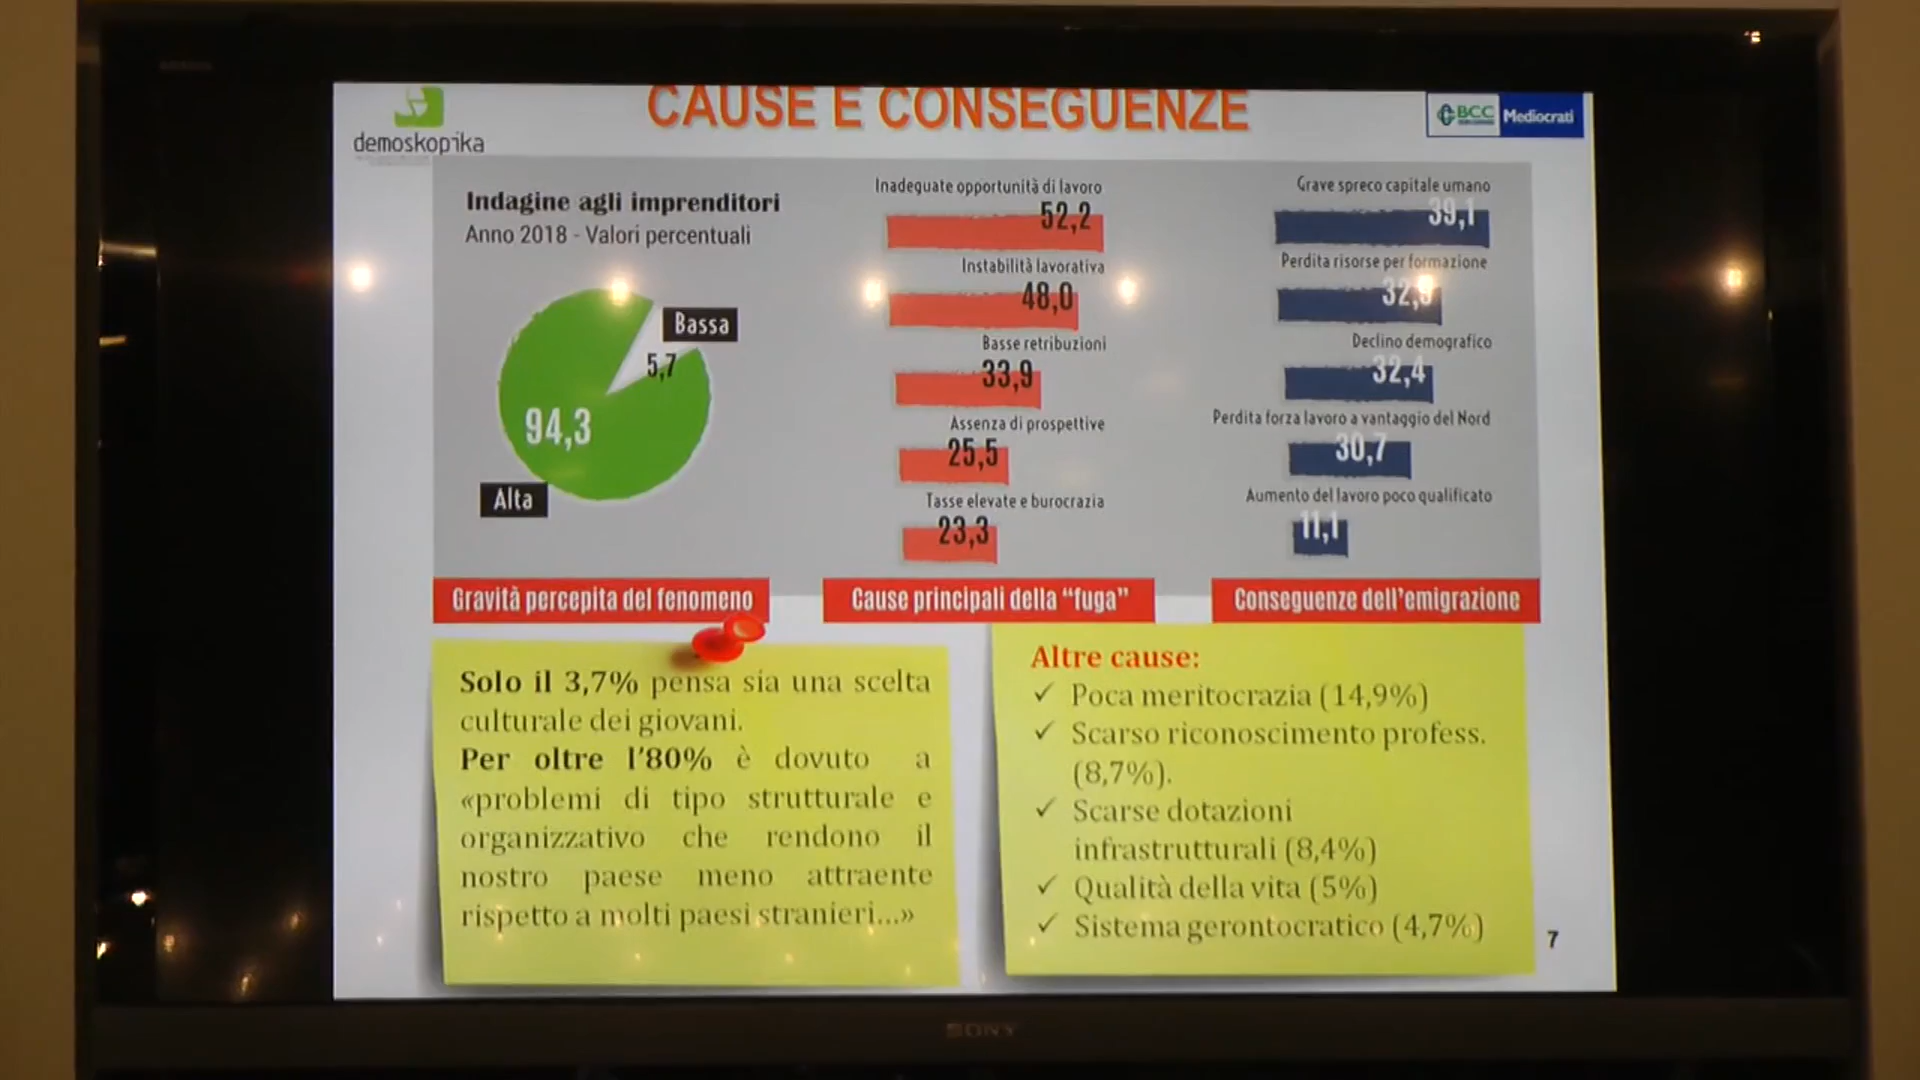 CAUSE E CONSEGUENZE
demoskopika
BCC
Mediocrati
Indagine agli imprenditori
Anno 2018 - Valori percentuali
Bassa
5,7
94,3
Alta
Gravità percepita del fenomeno
Inadeguate opportunità di lavoro
52,2
Instabilità lavorativa
48,0
Basse retribuzioni
33,9
Assenza di prospettive
25,5
Tasse elevate e burocrazia
23,3
Cause principali della “fuga”
Grave spreco capitale umano
39,1
Perdita risorse per formazione
Declino demografico
32,4
Perdita forza lavoro a vantaggio del Nord
30,7
Aumento del lavoro poco qualificato
11,1
Conseguenze dell'emigrazione
Solo il 3,7% pensa sia una scelta
culturale dei giovani.
Per oltre l'80% è dovuto a
«problemi di tipo strutturale e
organizzativo che rendono il
nostro paese meno attraente
rispetto a molti paesi stranieri...»
Altre cause:
✓ Poca meritocrazia (14,9%)
✓ Scarso riconoscimento profess.
(8,7%).
✓ Scarse dotazioni
infrastrutturali (8,4%)
✓ Qualità della vita (5%)
✓ Sistema gerontocratico (4,7%)
7
SONY